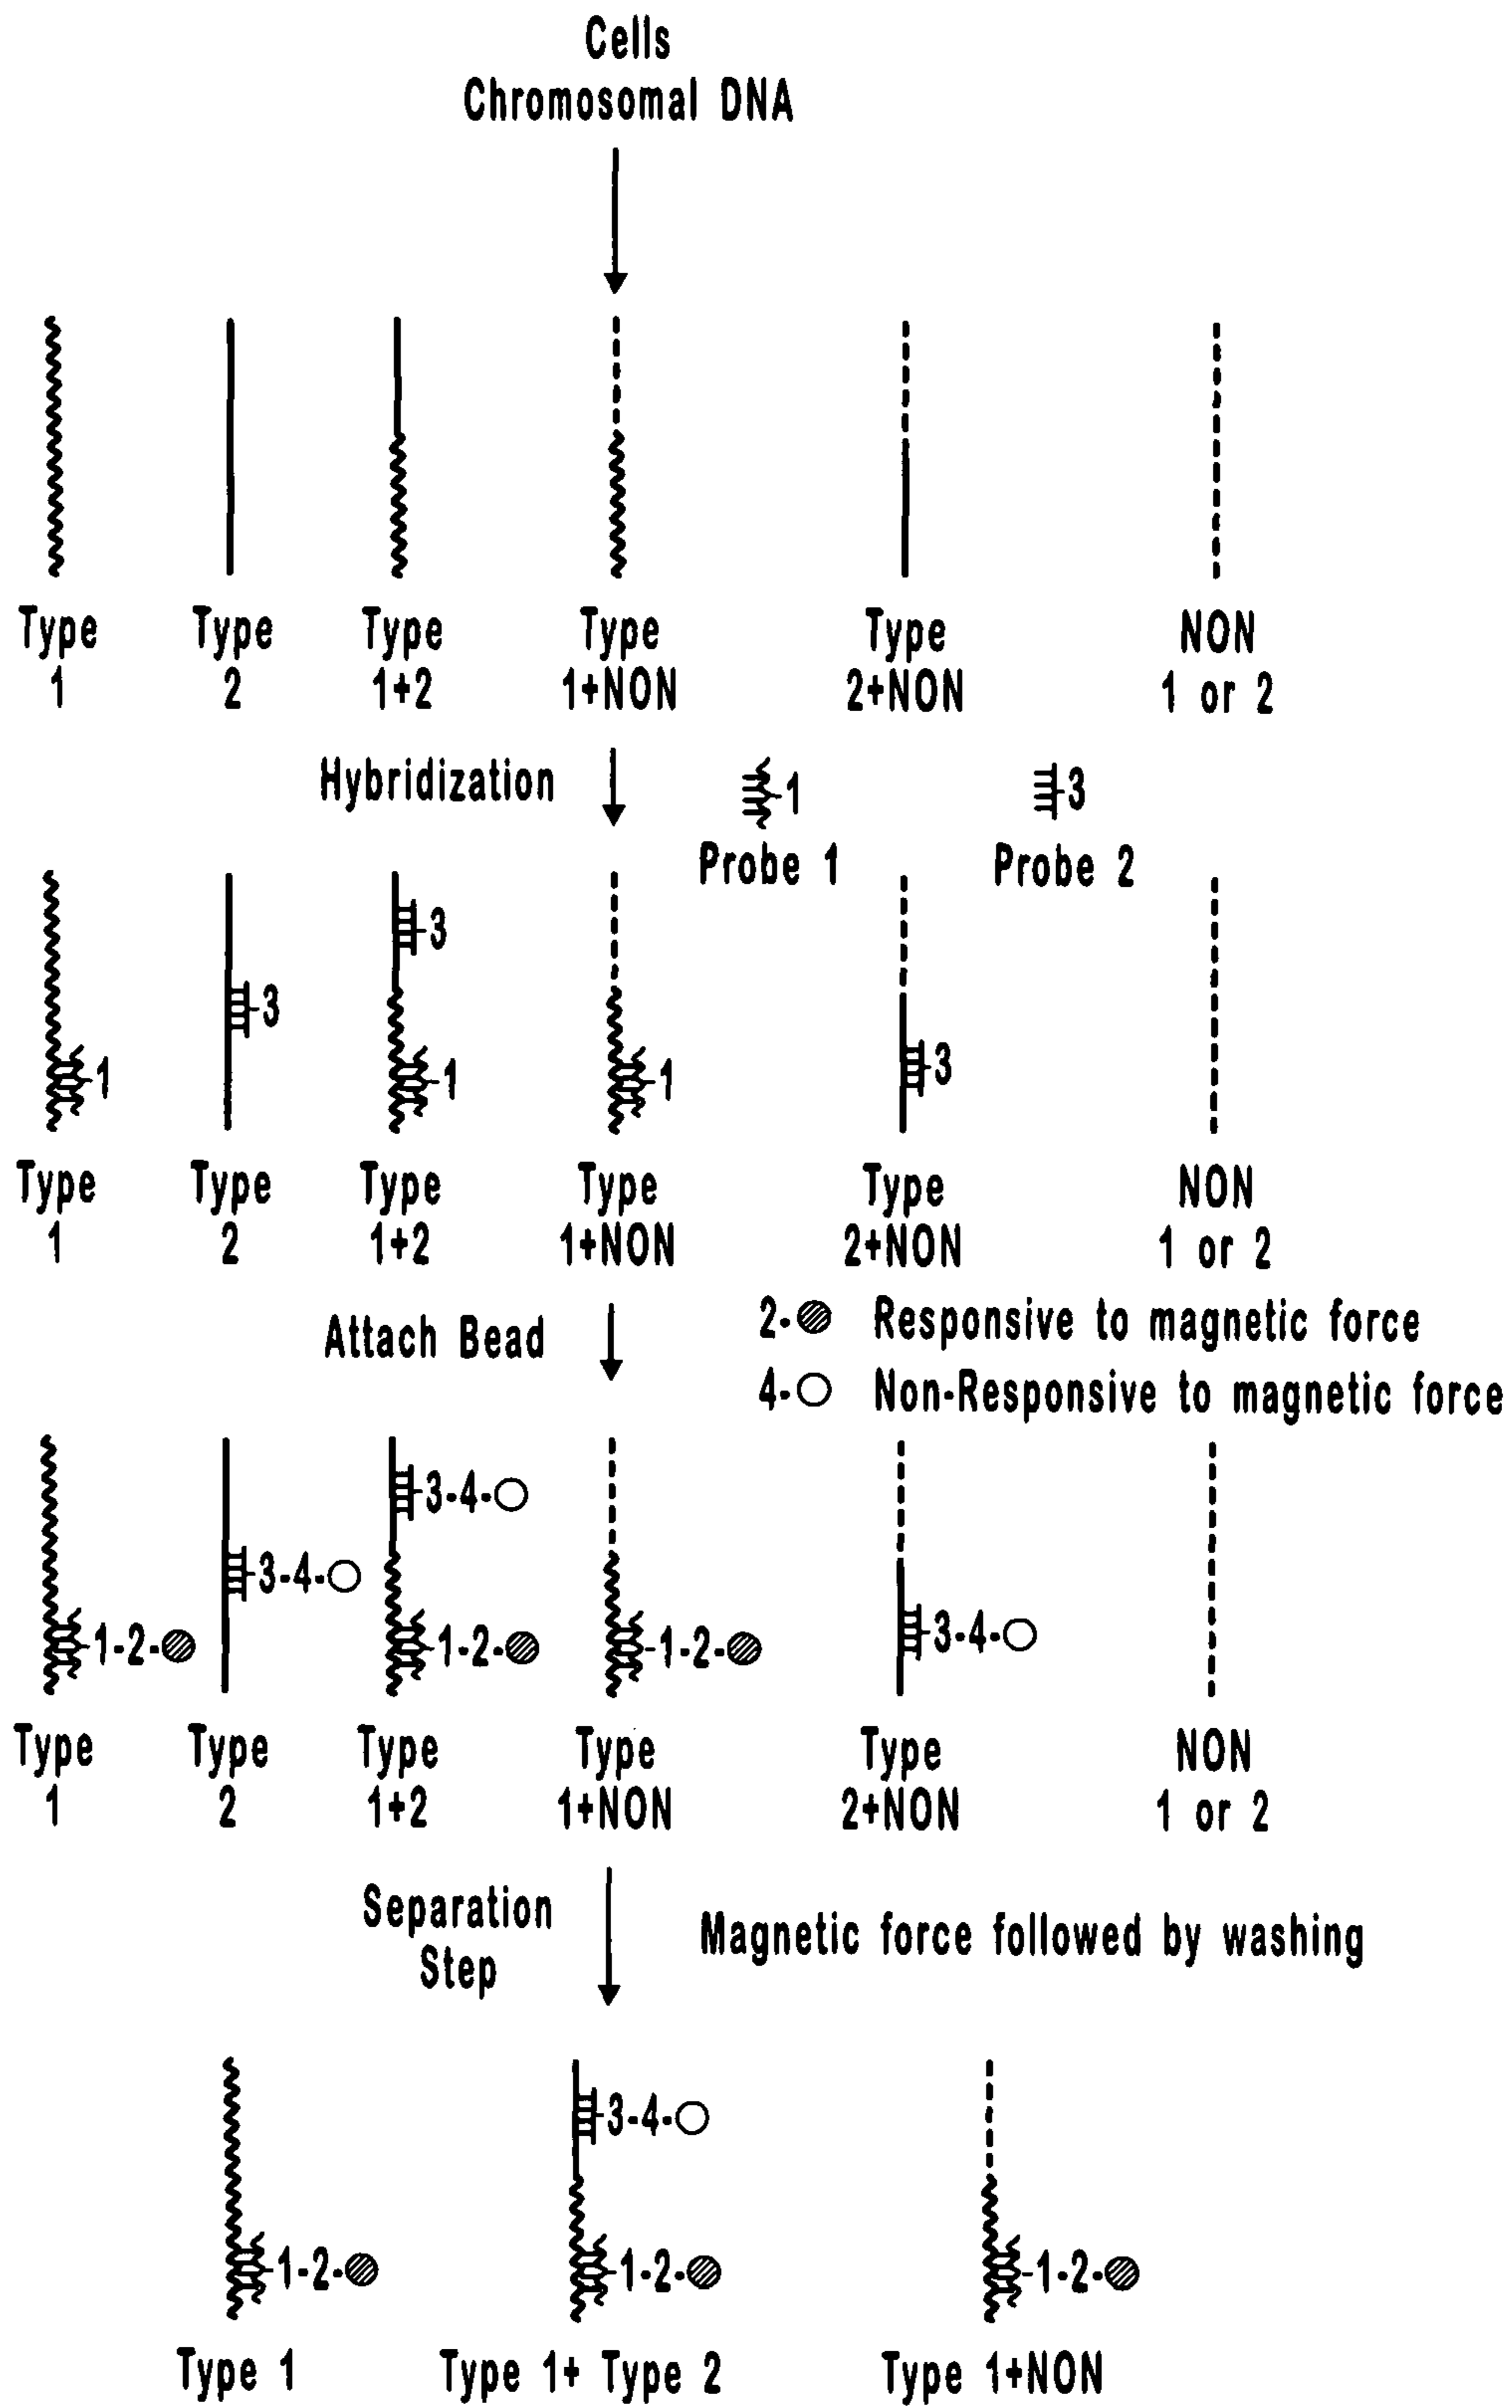 Cells
Chromosomal DNA
Type Type Type Type Type NON
1 2 1+2 1+NON 2+NON 1 or 2
Hybridization
1 3
Probe 1 Probe 2
3
3
1 1 1 3
Type Type Type Type Type NON
1 2 1+2 1+NON 2+NON 1 or 2
2- Responsive to magnetic force
Attach Bead
4- Non-Responsive to magnetic force
3-4-
3-4-
1-2- 1-2- 1-2- 3-4-
Type Type Type Type Type NON
1 2 1+2 1+NON 2+NON 1 or 2
Separation
Step
Magnetic force followed by washing
3-4-
1-2- 1-2- 1-2-
Type 1 Type 1+ Type 2 Type 1+NON